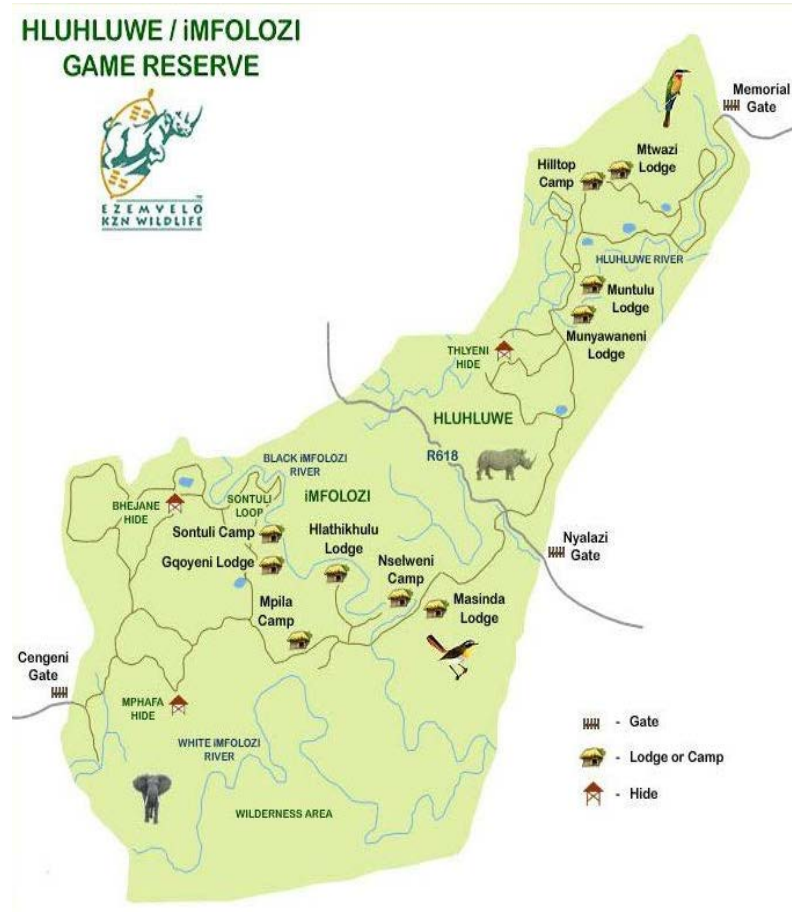 HLUHLUWE / iMFOLOZI
GAME RESERVE
EZEMVELO
KZN WILDLIFE
TM
Memorial
Gate
Mtwazi
Lodge
Hilltop
Camp
HLUHLUWE RIVER
Muntulu
Lodge
Munyawaneni
Lodge
THLYENI
HIDE
HLUHLUWE
R618
BLACK iMFOLOZI
RIVER
iMFOLOZI
SONTULI
LOOP
BHEJANE
HIDE
Sontuli Camp
Hlathikhulu
Lodge
Gqoyeni Lodge
Nselweni
Camp
Nyalazi
Gate
Mpila
Camp
Masinda
Lodge
Cengeni
Gate
MPHAFA
HIDE
WHITE iMFOLOZI
RIVER
WILDERNESS AREA
- Gate
- Lodge or Camp
- Hide